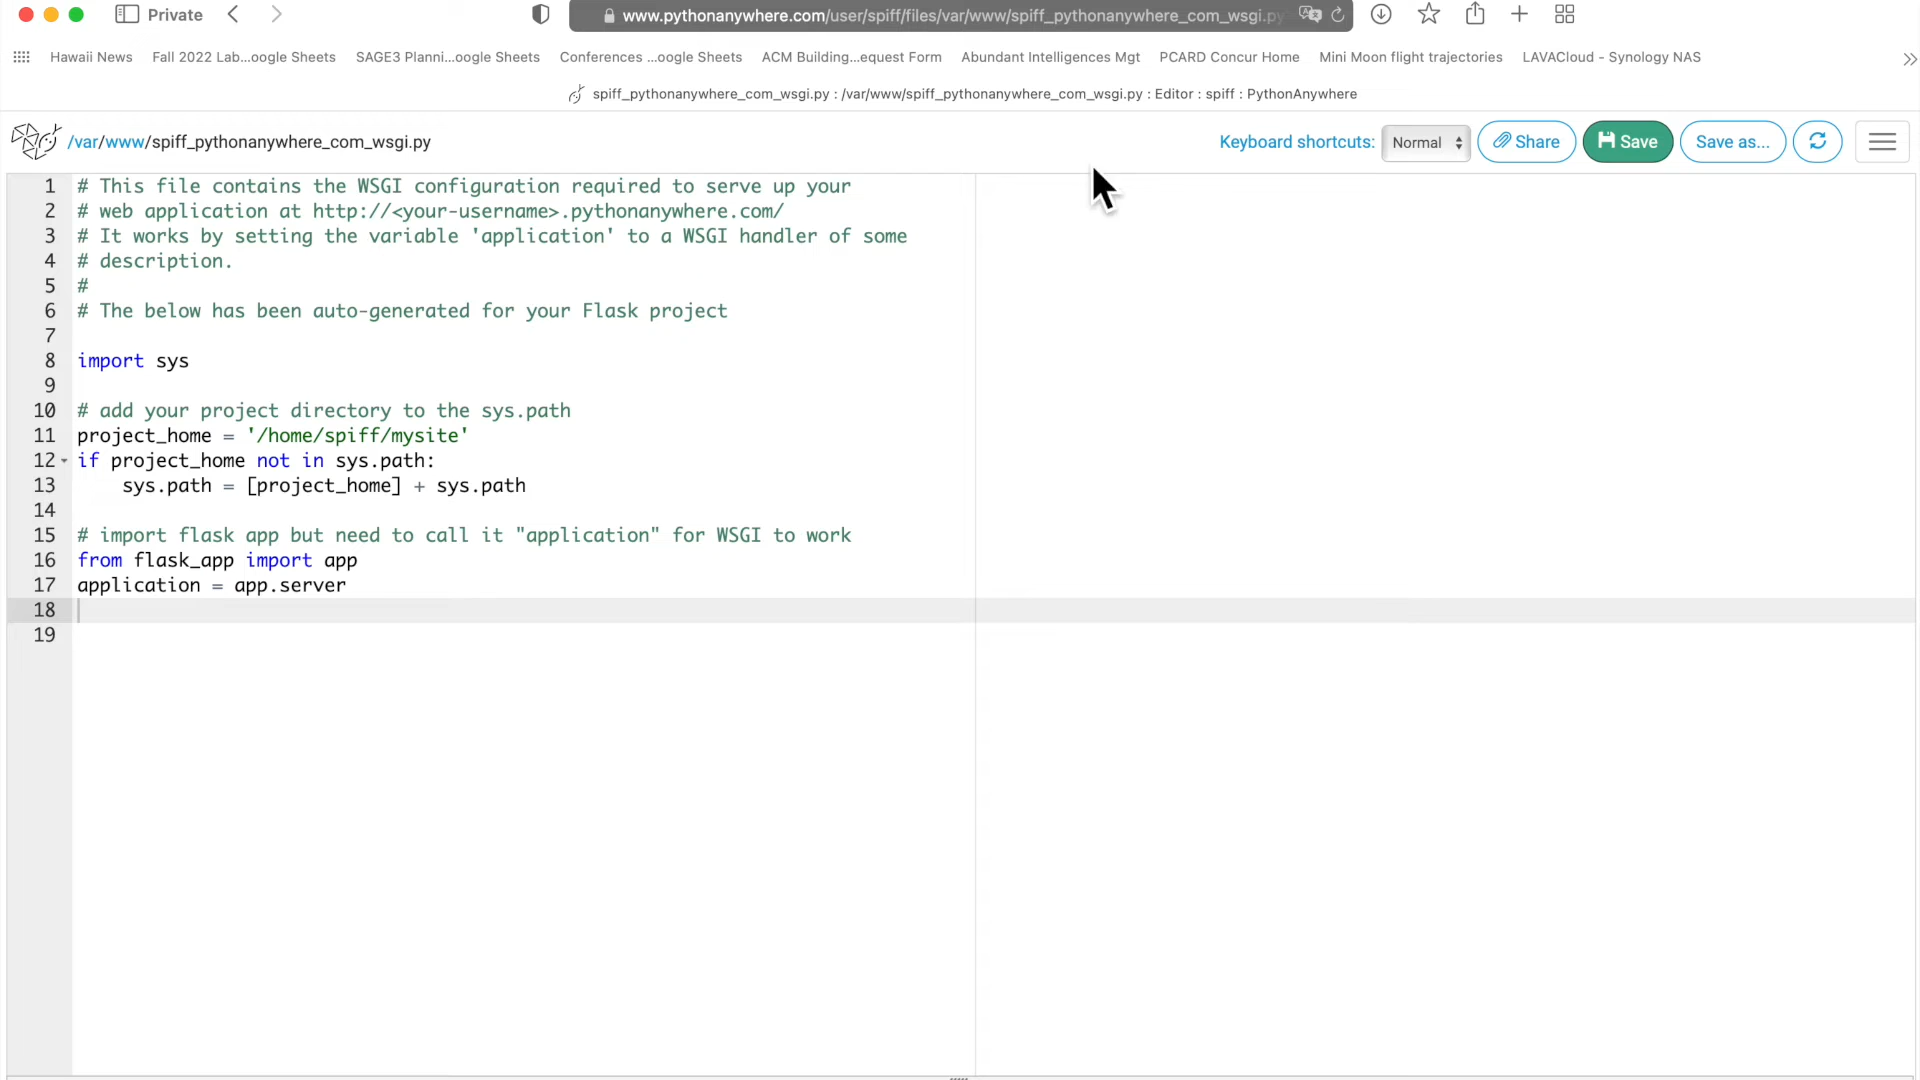 Private
www.pythonanywhere.com/user/spiff/files/var/www/spiff_pythonanywhere_com_wsgi.py
Hawaii News Fall 2022 Lab...oogle Sheets SAGE3 Planni...oogle Sheets Conferences ...oogle Sheets ACM Building...equest Form Abundant Intelligences Mgt PCARD Concur Home Mini Moon flight trajectories LAVACloud - Synology NAS
spiff_pythonanywhere_com_wsgi.py : /var/www/spiff_pythonanywhere_com_wsgi.py : Editor : spiff : PythonAnywhere
/var/www/spiff_pythonanywhere_com_wsgi.py Keyboard shortcuts: Normal Share Save Save as...
1 # This file contains the WSGI configuration required to serve up your
2 # web application at http://<your-username>.pythonanywhere.com/
3 # It works by setting the variable 'application' to a WSGI handler of some
4 # description.
5 #
6 # The below has been auto-generated for your Flask project
7
8 import sys
9
10 # add your project directory to the sys.path
11 project_home = '/home/spiff/mysite'
12 if project_home not in sys.path:
13     sys.path = [project_home] + sys.path
14
15 # import flask app but need to call it "application" for WSGI to work
16 from flask_app import app
17 application = app.server
18
19